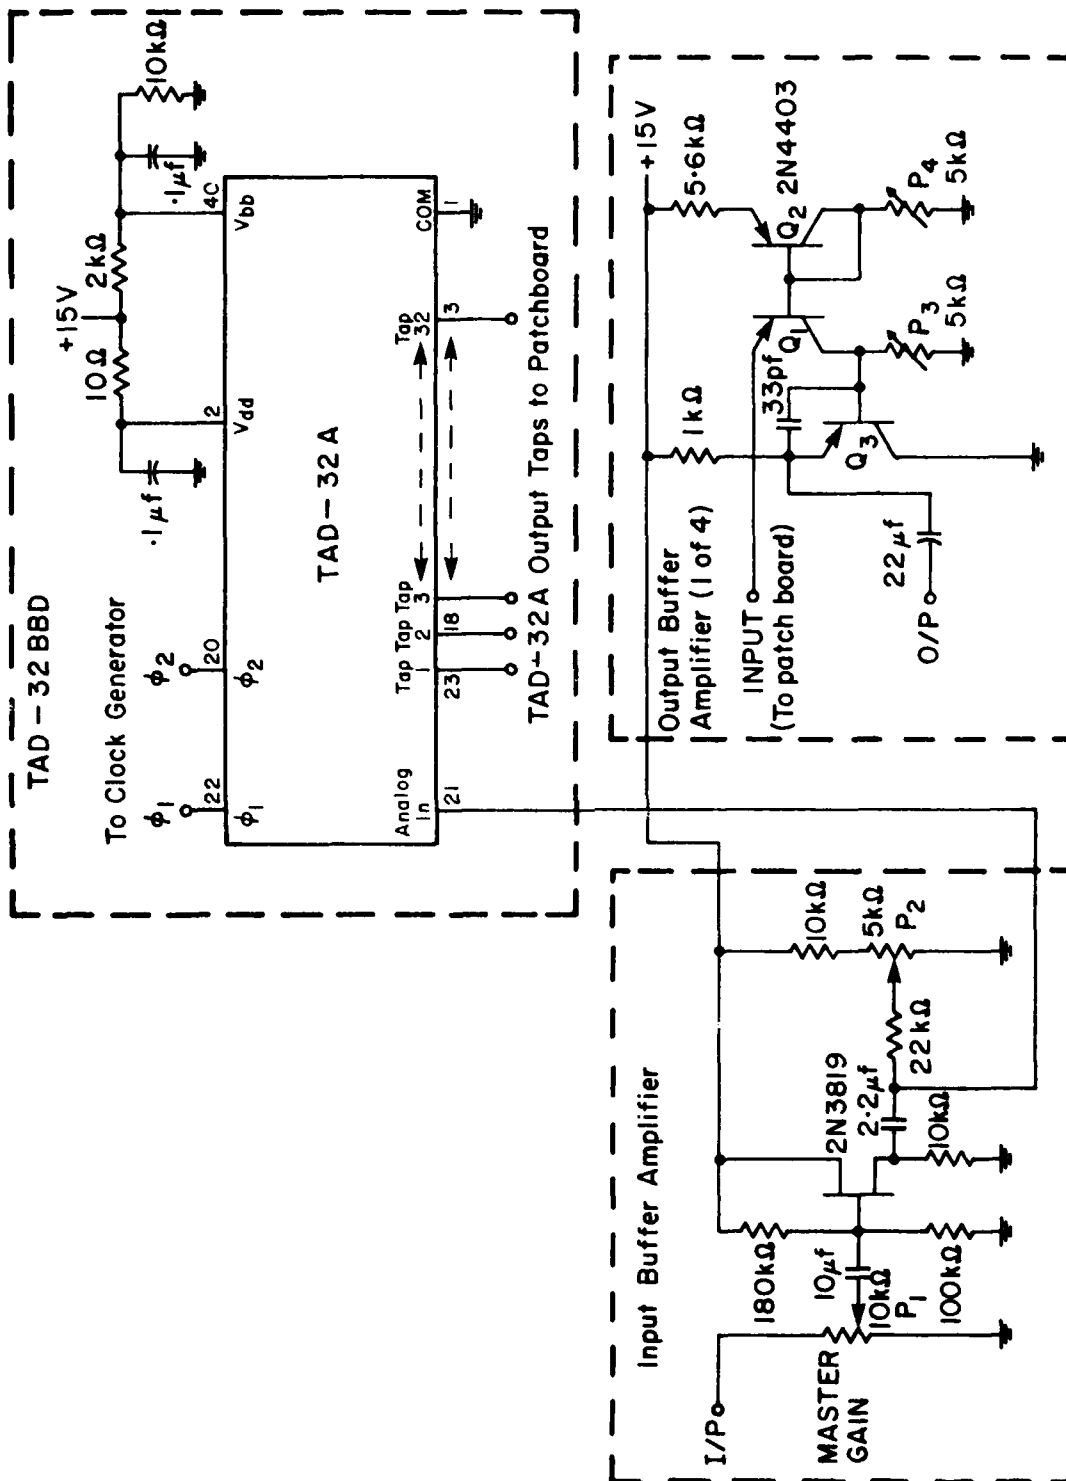 TAD-32 BBD
To Clock Generator
ϕ1
ϕ2
22
20
ϕ1
ϕ2
.1μf
10Ω
+15V
2kΩ
.1μf
10kΩ
2
Vdd
4C
Vbb
TAD-32A
Analog
In
21
Tap
1
23
Tap
2
18
Tap
3
Tap
32
3
COM
1
TAD-32A Output Taps to Patchboard
Input Buffer Amplifier
I/P
MASTER
GAIN
180kΩ
10μf
10kΩ
P1
100kΩ
2N3819
2.2μf
10kΩ
22kΩ
10kΩ
5kΩ
P2
Output Buffer
Amplifier (1 of 4)
INPUT
(To patch board)
O/P
22μf
1kΩ
33pf
Q3
Q1
P3
5kΩ
+15V
5.6kΩ
Q2
2N4403
P4
5kΩ